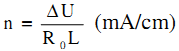 n = ΔU / R₀L (mA/cm)